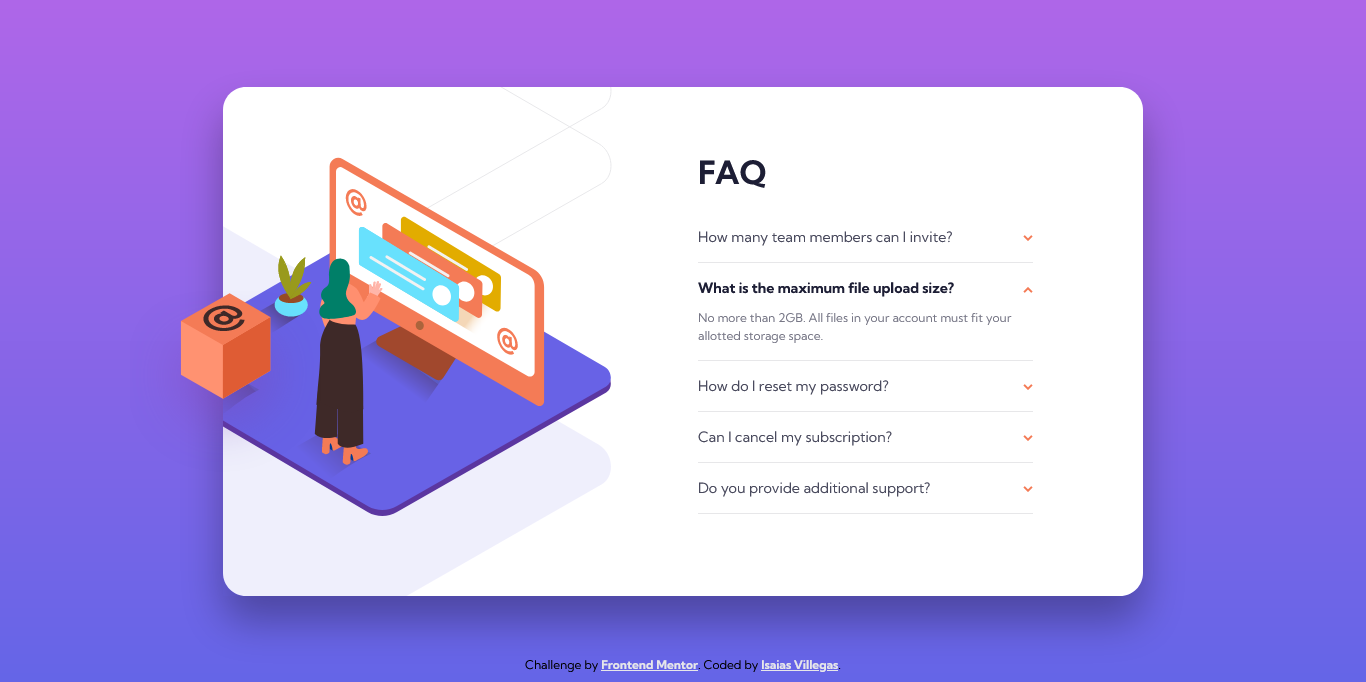 FAQ
How many team members can I invite?
What is the maximum file upload size?
No more than 2GB. All files in your account must fit your
allotted storage space.
How do I reset my password?
Can I cancel my subscription?
Do you provide additional support?
@
@
@
Challenge by Frontend Mentor. Coded by Isaias Villegas.